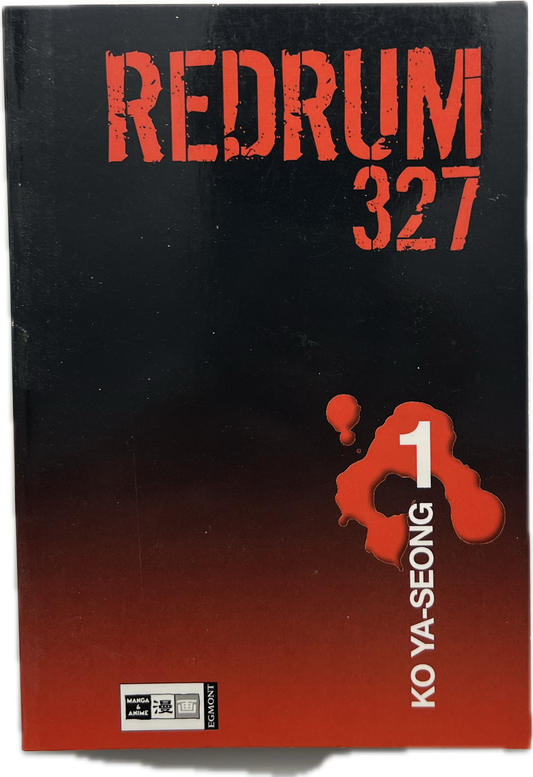 REDRUM
327
1
KO YA-SEONG
MANGA
&
ANIME
漫画
EGMONT